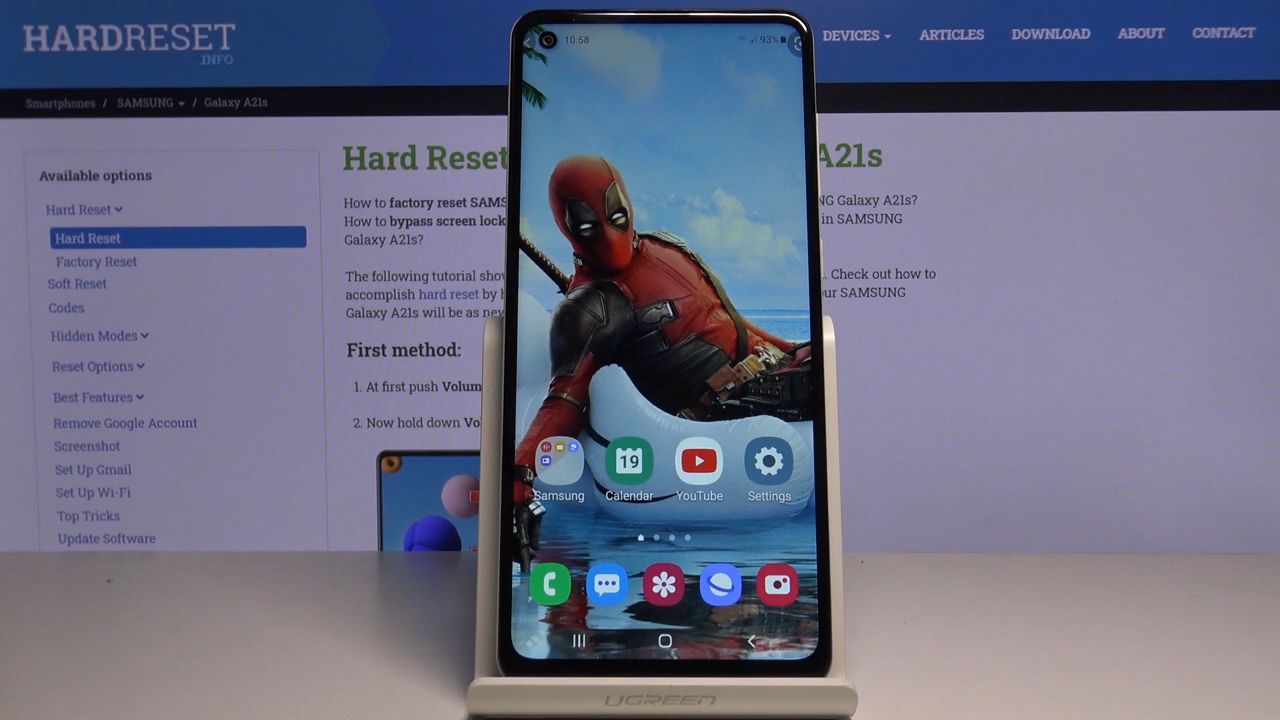 HARDRESET
.INFO
DEVICES
ARTICLES
DOWNLOAD
ABOUT
CONTACT
Smartphones / SAMSUNG / Galaxy A21s
Available options
Hard Reset
Hard Reset
Factory Reset
Soft Reset
Codes
Hidden Modes
Reset Options
Best Features
Remove Google Account
Screenshot
Set Up Gmail
Set Up Wi-Fi
Top Tricks
Update Software
Hard Reset
A21s
How to factory reset SAMS
NG Galaxy A21s?
How to bypass screen lock
in SAMSUNG
Galaxy A21s?
The following tutorial show
. Check out how to
accomplish hard reset by h
ur SAMSUNG
Galaxy A21s will be as new
First method:
1. At first push Volum
2. Now hold down Vo
10:58
93%
19
Samsung
Calendar
YouTube
Settings
UGREEN